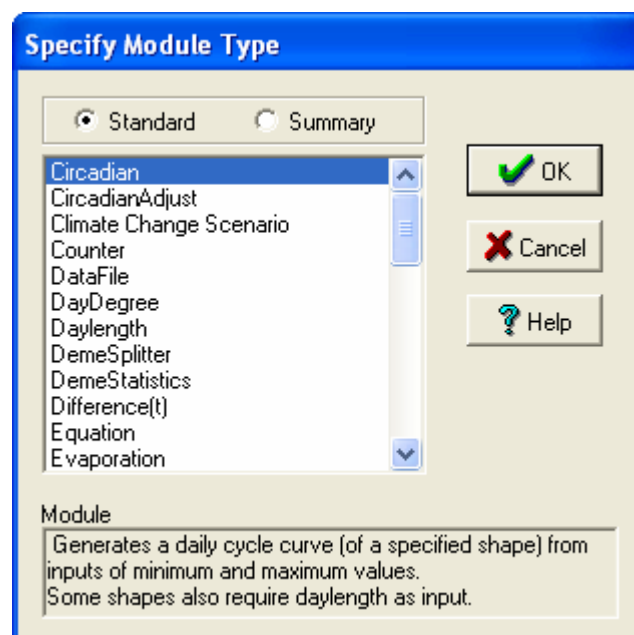 Specify Module Type
Standard Summary
Circadian
CircadianAdjust
Climate Change Scenario
Counter
DataFile
DayDegree
Daylength
DemeSplitter
DemeStatistics
Difference(t)
Equation
Evaporation
OK
Cancel
? Help
Module
Generates a daily cycle curve (of a specified shape) from
inputs of minimum and maximum values.
Some shapes also require daylength as input.